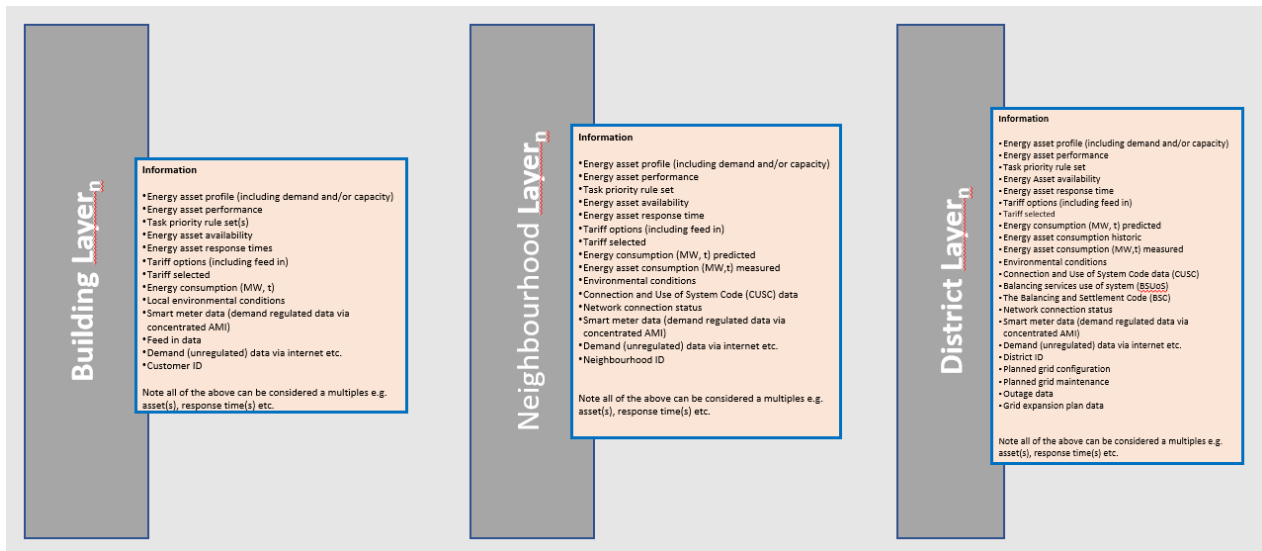 Building Layern
Information
•Energy asset profile (including demand and/or capacity)
•Energy asset performance
•Task priority rule set(s)
•Energy asset availability
•Energy asset response times
•Tariff options (including feed in)
•Tariff selected
•Energy consumption (MW, t)
•Local environmental conditions
•Smart meter data (demand regulated data via
concentrated AMI)
•Feed in data
•Demand (unregulated) data via internet etc.
•Customer ID
Note all of the above can be considered a multiples e.g.
asset(s), response time(s) etc.
Neighbourhood Layern
Information
•Energy asset profile (including demand and/or capacity)
•Energy asset performance
•Task priority rule set
•Energy asset availability
•Energy asset response time
•Tariff options (including feed in)
•Tariff selected
•Energy consumption (MW, t) predicted
•Energy asset consumption (MW,t) measured
•Environmental conditions
•Connection and Use of System Code (CUSC) data
•Network connection status
•Smart meter data (demand regulated data via
concentrated AMI)
•Demand (unregulated) data via internet etc.
•Neighbourhood ID
Note all of the above can be considered a multiples e.g.
asset(s), response time(s) etc.
District Layern
Information
•Energy asset profile (including demand and/or capacity)
•Energy asset performance
•Task priority rule set
•Energy Asset availability
•Energy asset response time
•Tariff options (including feed in)
•Tariff selected
•Energy consumption (MW, t) predicted
•Energy asset consumption historic
•Energy asset consumption (MW,t) measured
•Environmental conditions
•Connection and Use of System Code data (CUSC)
•Balancing services use of system (BSUoS)
•The Balancing and Settlement Code (BSC)
•Network connection status
•Smart meter data (demand regulated data via
concentrated AMI)
•Demand (unregulated) data via internet etc.
•District ID
•Planned grid configuration
•Planned grid maintenance
•Outage data
•Grid expansion plan data
Note all of the above can be considered a multiples e.g.
asset(s), response time(s) etc.